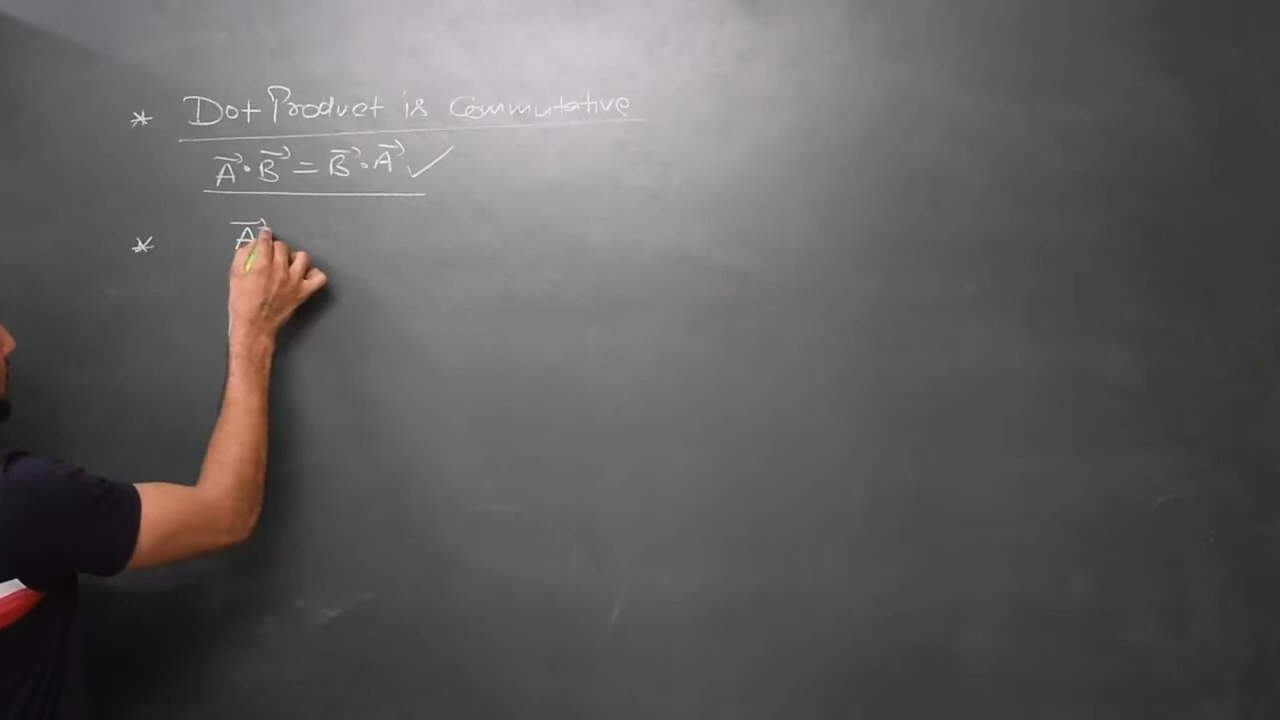 * Dot Product is Commutative
A⃗ · B⃗ = B⃗ · A⃗ ✓
* A⃗